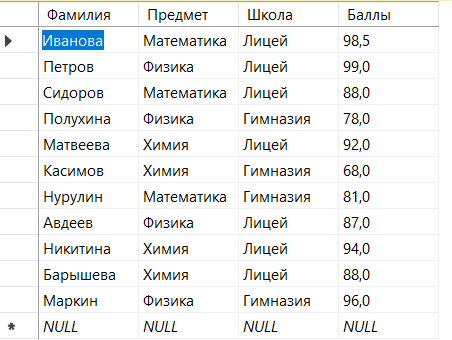 Фамилия Предмет Школа Баллы
Иванова Математика Лицей 98,5
Петров Физика Лицей 99,0
Сидоров Математика Лицей 88,0
Полухина Физика Гимназия 78,0
Матвеева Химия Лицей 92,0
Касимов Химия Гимназия 68,0
Нурулин Математика Гимназия 81,0
Авдеев Физика Лицей 87,0
Никитина Химия Лицей 94,0
Барышева Химия Лицей 88,0
Маркин Физика Гимназия 96,0
* NULL NULL NULL NULL